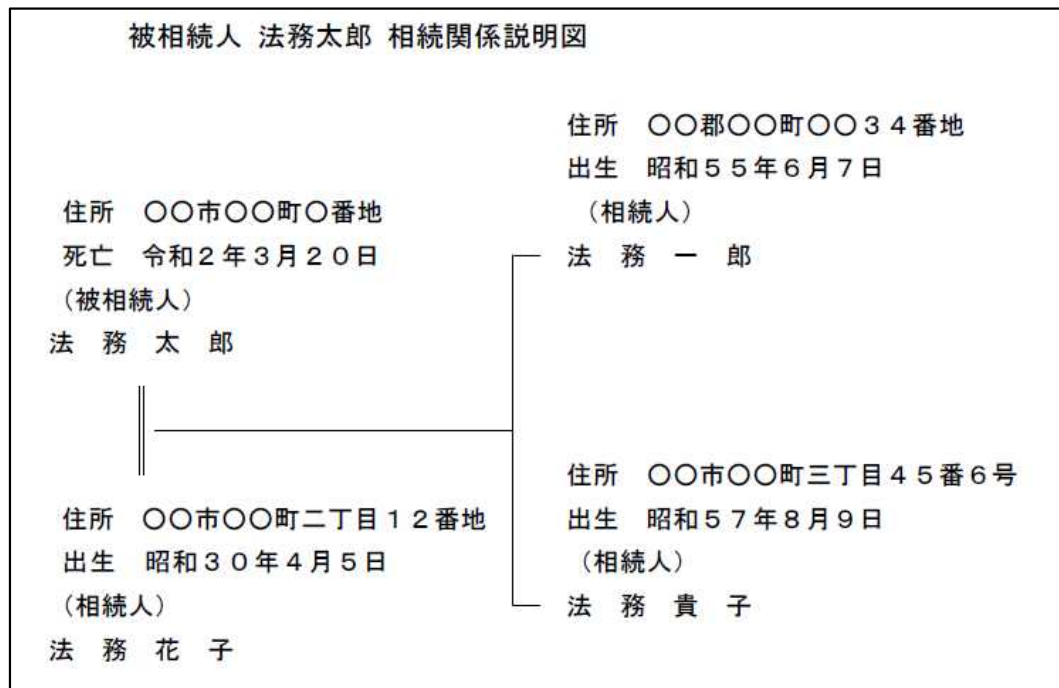 被相続人 法務太郎 相続関係説明図
住所 〇〇郡〇〇町〇〇３４番地
出生 昭和５５年６月７日
（相続人）
法 務 一 郎
住所 〇〇市〇〇町〇番地
死亡 令和２年３月２０日
（被相続人）
法 務 太 郎
住所 〇〇市〇〇町三丁目４５番６号
出生 昭和５７年８月９日
（相続人）
法 務 貴 子
住所 〇〇市〇〇町二丁目１２番地
出生 昭和３０年４月５日
（相続人）
法 務 花 子